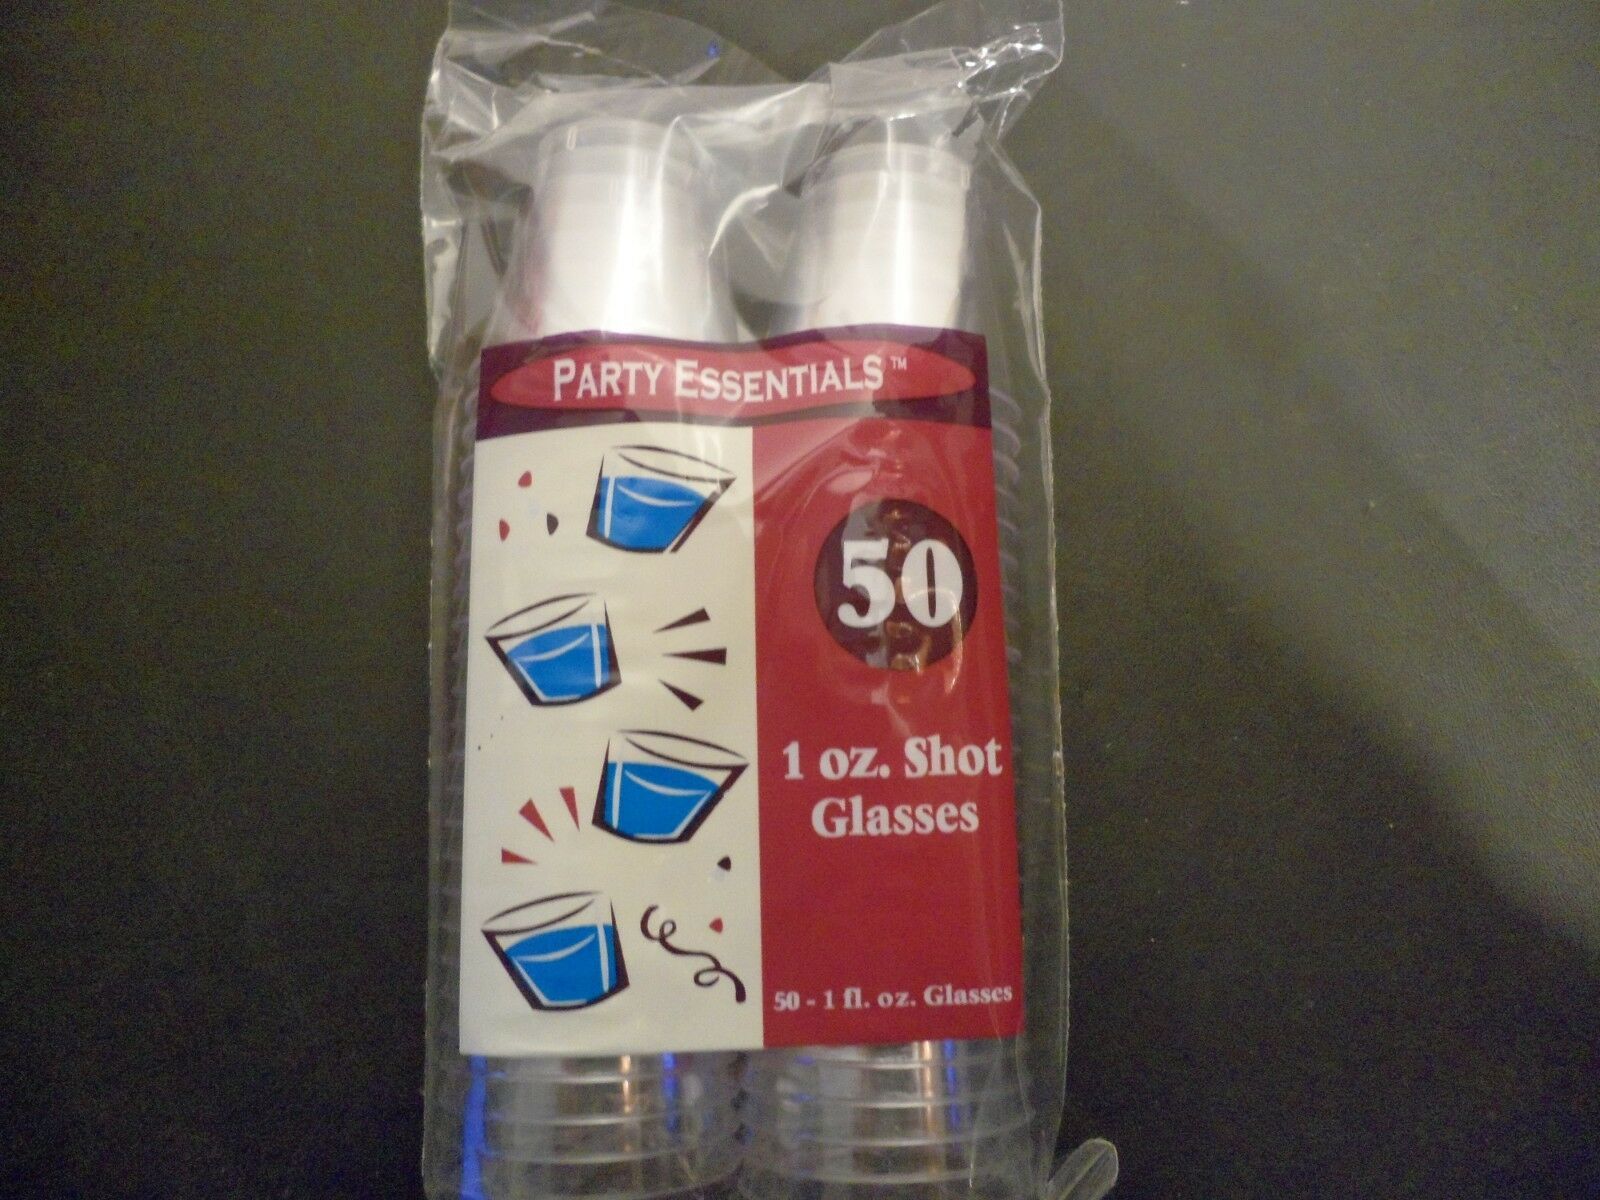 PARTY ESSENTIALS™
50
1 oz. Shot
Glasses
50 - 1 fl. oz. Glasses